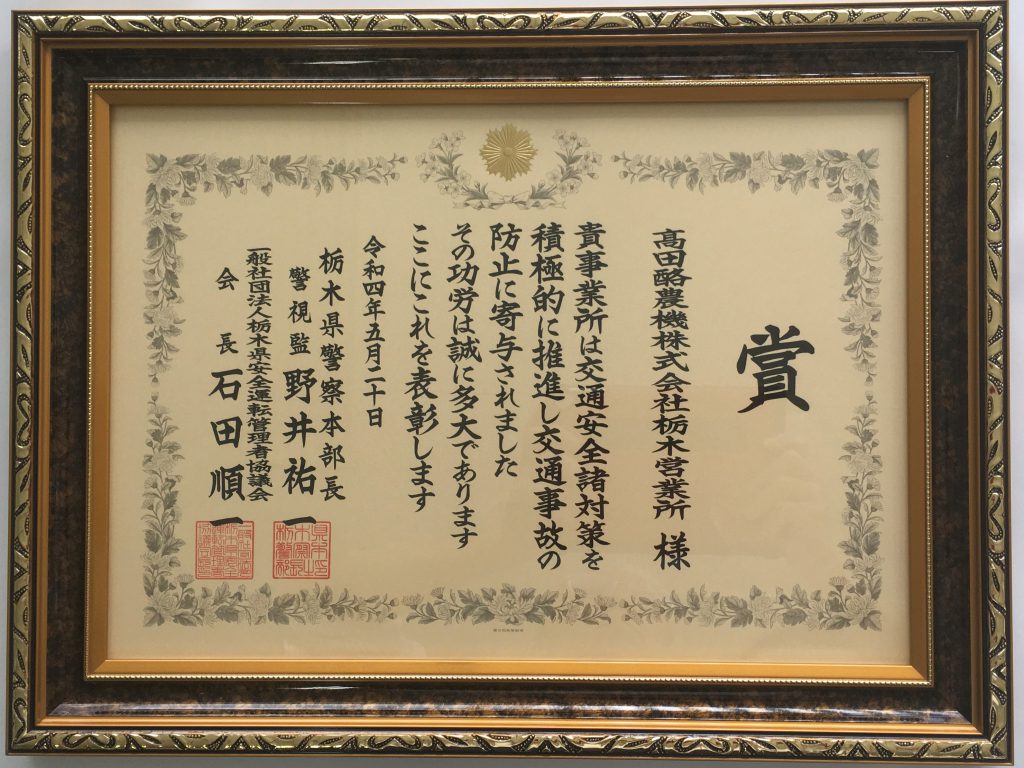 賞
髙田酪農機株式会社栃木営業所 様
貴事業所は交通安全諸対策を
積極的に推進し交通事故の
防止に寄与されました
その功労は誠に多大であります
ここにこれを表彰します
令和四年五月二十日
栃木県警察本部長
警視監 野井祐一
一般社団法人栃木県安全運転管理者協議会
会長 石田順一